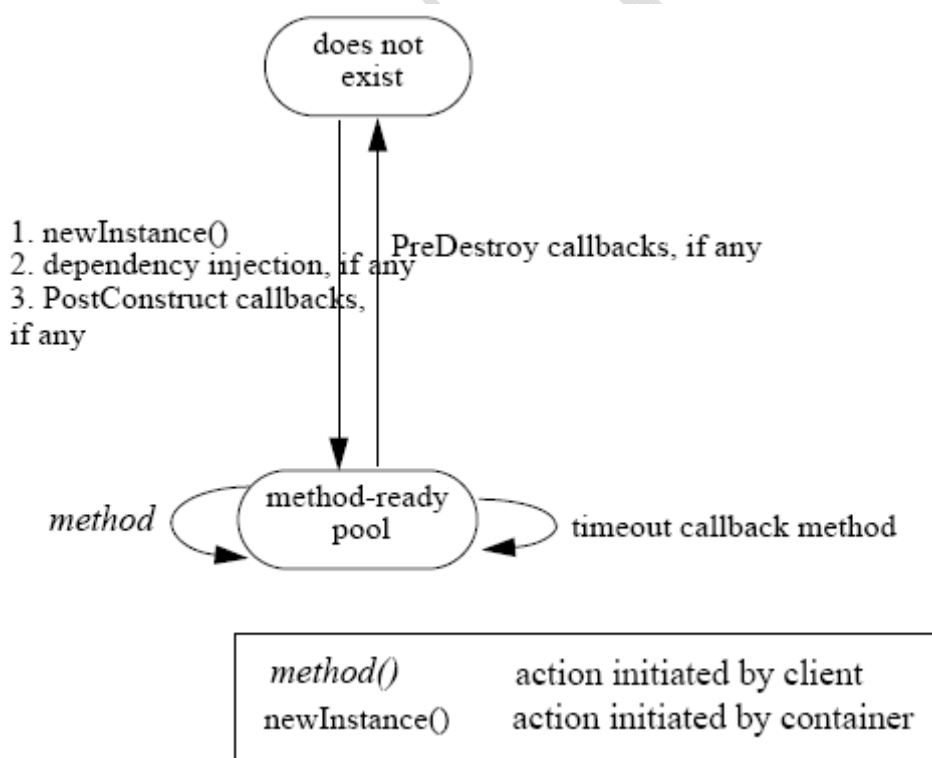 does not
exist
1. newInstance()
2. dependency injection, if any
3. PostConstruct callbacks,
if any
PreDestroy callbacks, if any
method-ready
pool
method
timeout callback method
method() action initiated by client
newInstance() action initiated by container